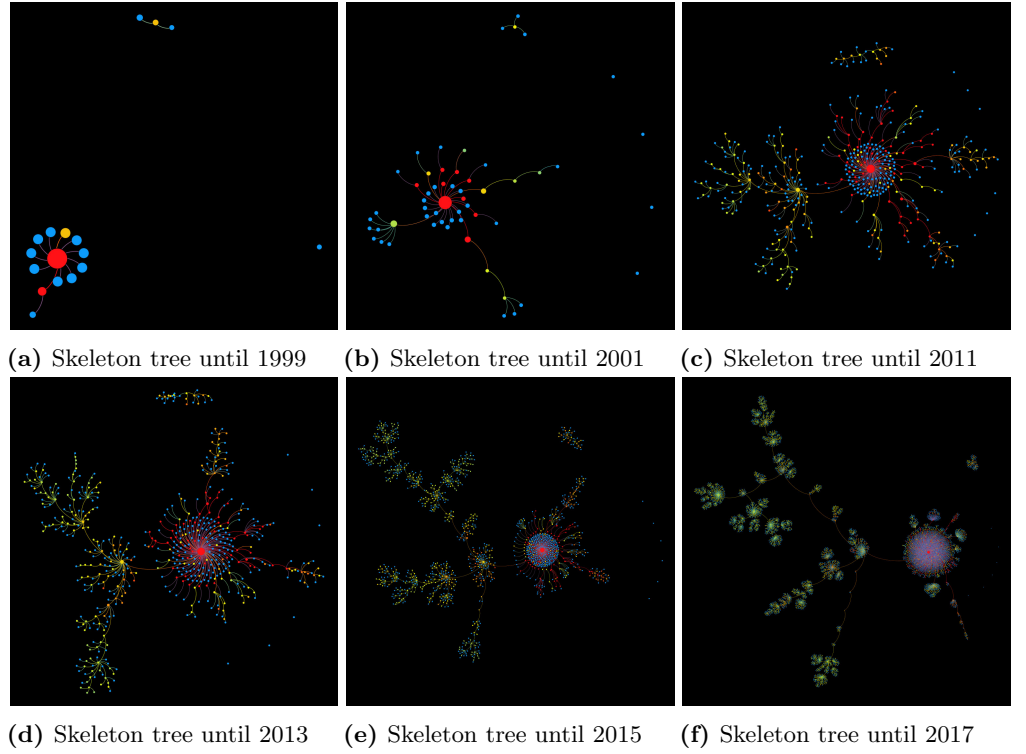 (a) Skeleton tree until 1999
(b) Skeleton tree until 2001
(c) Skeleton tree until 2011
(d) Skeleton tree until 2013
(e) Skeleton tree until 2015
(f) Skeleton tree until 2017